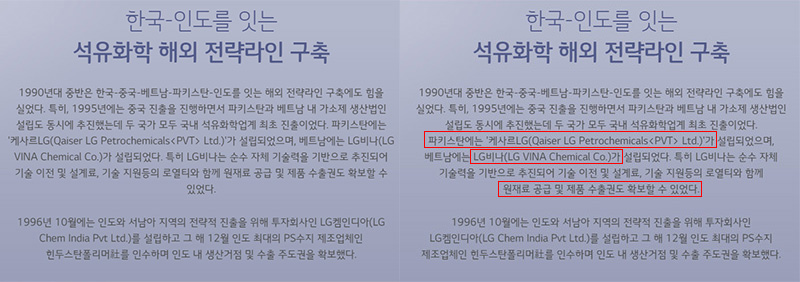 한국-인도를 잇는
석유화학 해외 전략라인 구축
1990년대 중반은 한국-중국-베트남-파키스탄-인도를 잇는 해외 전략라인 구축에도 힘을
실었다. 특히, 1995년에는 중국 진출을 진행하면서 파키스탄과 베트남 내 가소제 생산법인
설립도 동시에 추진했는데 두 국가 모두 국내 석유화학업계 최초 진출이었다. 파키스탄에는
‘케사르LG(Qaiser LG Petrochemicals<PVT> Ltd.)’가 설립되었으며, 베트남에는 LG비나(LG
VINA Chemical Co.)가 설립되었다. 특히 LG비나는 순수 자체 기술력을 기반으로 추진되어
기술 이전 및 설계료, 기술 지원등의 로열티와 함께 원재료 공급 및 제품 수출권도 확보할 수
있었다.
1996년 10월에는 인도와 서남아 지역의 전략적 진출을 위해 투자회사인 LG켐인디아(LG
Chem India Pvt Ltd.)를 설립하고 그 해 12월 인도 최대의 PS수지 제조업체인
힌두스탄폴리머社를 인수하며 인도 내 생산거점 및 수출 주도권을 확보했다.
한국-인도를 잇는
석유화학 해외 전략라인 구축
1990년대 중반은 한국-중국-베트남-파키스탄-인도를 잇는 해외 전략라인 구축에도 힘을
실었다. 특히, 1995년에는 중국 진출을 진행하면서 파키스탄과 베트남 내 가소제 생산법인
설립도 동시에 추진했는데 두 국가 모두 국내 석유화학업계 최초 진출이었다.
파키스탄에는 ‘케사르LG(Qaiser LG Petrochemicals<PVT> Ltd.)’가 설립되었으며,
베트남에는 LG비나(LG VINA Chemical Co.)가 설립되었다. 특히 LG비나는 순수 자체
기술력을 기반으로 추진되어 기술 이전 및 설계료, 기술 지원등의 로열티와 함께
원재료 공급 및 제품 수출권도 확보할 수 있었다.
1996년 10월에는 인도와 서남아 지역의 전략적 진출을 위해 투자회사인
LG켐인디아(LG Chem India Pvt Ltd.)를 설립하고 그 해 12월 인도 최대의 PS수지
제조업체인 힌두스탄폴리머社를 인수하며 인도 내 생산거점 및 수출 주도권을 확보했다.